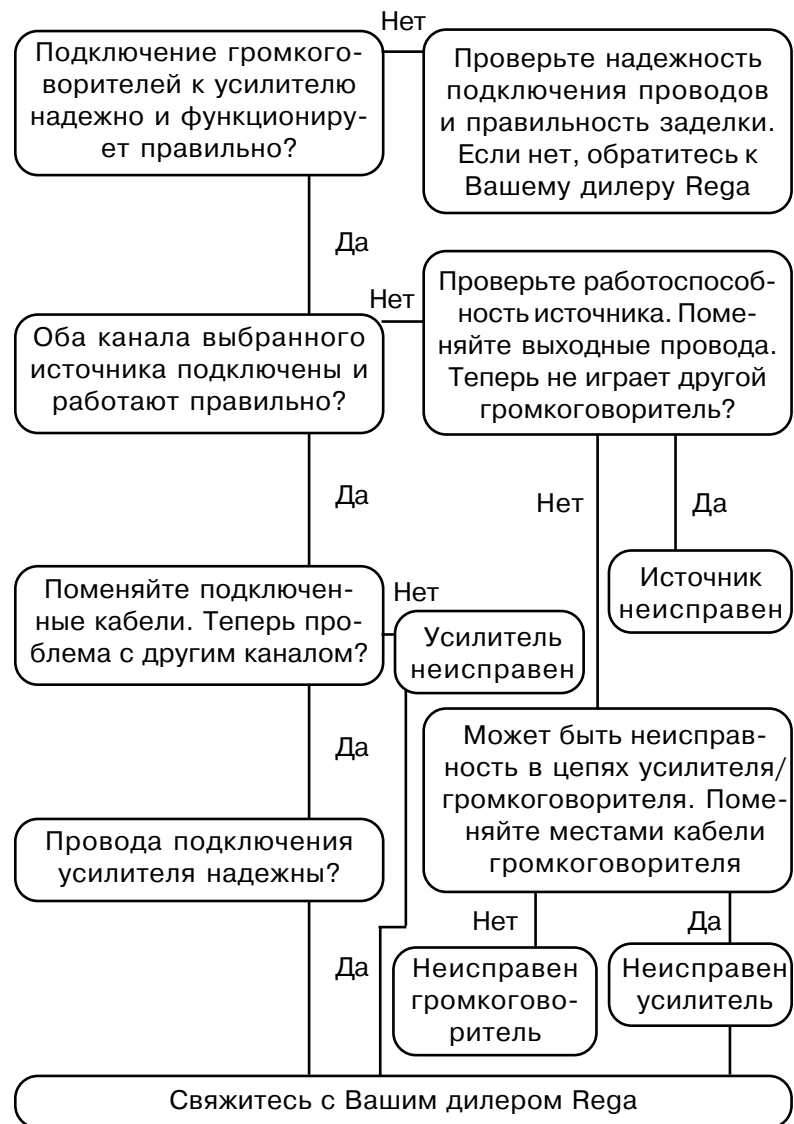 Нет
Подключение громкого-
ворителей к усилителю
надежно и функциониру-
ет правильно?
Проверьте надежность
подключения проводов
и правильность заделки.
Если нет, обратитесь к
Вашему дилеру Rega
Да
Нет
Оба канала выбранного
источника подключены и
работают правильно?
Проверьте работоспособ-
ность источника. Поме-
няйте выходные провода.
Теперь не играет другой
громкоговоритель?
Да
Нет
Да
Источник
неисправен
Поменяйте подключен-
ные кабели. Теперь про-
блема с другим каналом?
Нет
Усилитель
неисправен
Да
Может быть неисправ-
ность в цепях усилителя/
громкоговорителя. Поме-
няйте местами кабели
громкоговорителя
Провода подключения
усилителя надежны?
Нет
Да
Да
Неисправен
громкогово-
ритель
Неисправен
усилитель
Свяжитесь с Вашим дилером Rega